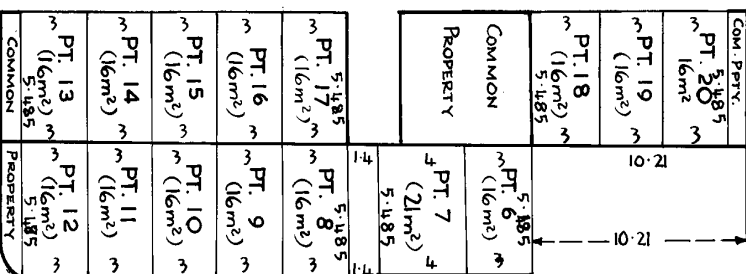 COMMON
3 PT. 13 (16m²) 5·485 3
3 PT. 14 (16m²) 3
3 PT. 15 (16m²) 3
3 PT. 16 (16m²) 3
3 PT. 17 (16m²) 5·485 3
COMMON
PROPERTY
3 PT 18 (16m²) 5·485 3
3 PT. 19 (16m²) 3
3 PT. 20 16m² 5·485 3
COM. PPTY.
PROPERTY
3 PT. 12 (16m²) 5·485 3
3 PT. 11 (16m²) 3
3 PT. 10 (16m²) 3
3 PT. 9 (16m²) 3
3 PT. 8 (16m²) 5·485 3
1·4
1·4
4 PT. 7 (21m²) 5·485 4
3 PT. 6 (16m²) 5·485 3
10·21
10·21